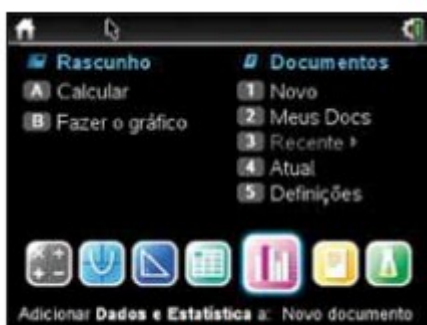 Rascunho
A Calcular
B Fazer o gráfico
Documentos
1 Novo
2 Meus Docs
3 Recente
4 Atual
5 Definições
Adicionar Dados e Estatística a: Novo documento